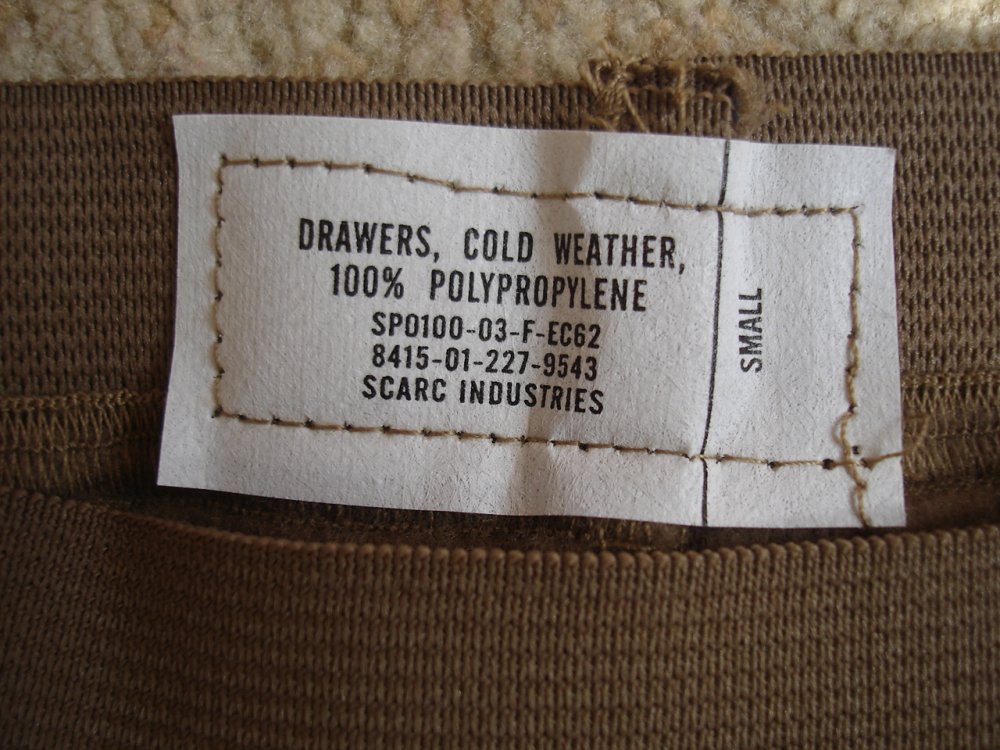 DRAWERS, COLD WEATHER,
100% POLYPROPYLENE
SP0100-03-F-EC62
8415-01-227-9543
SCARC INDUSTRIES
SMALL